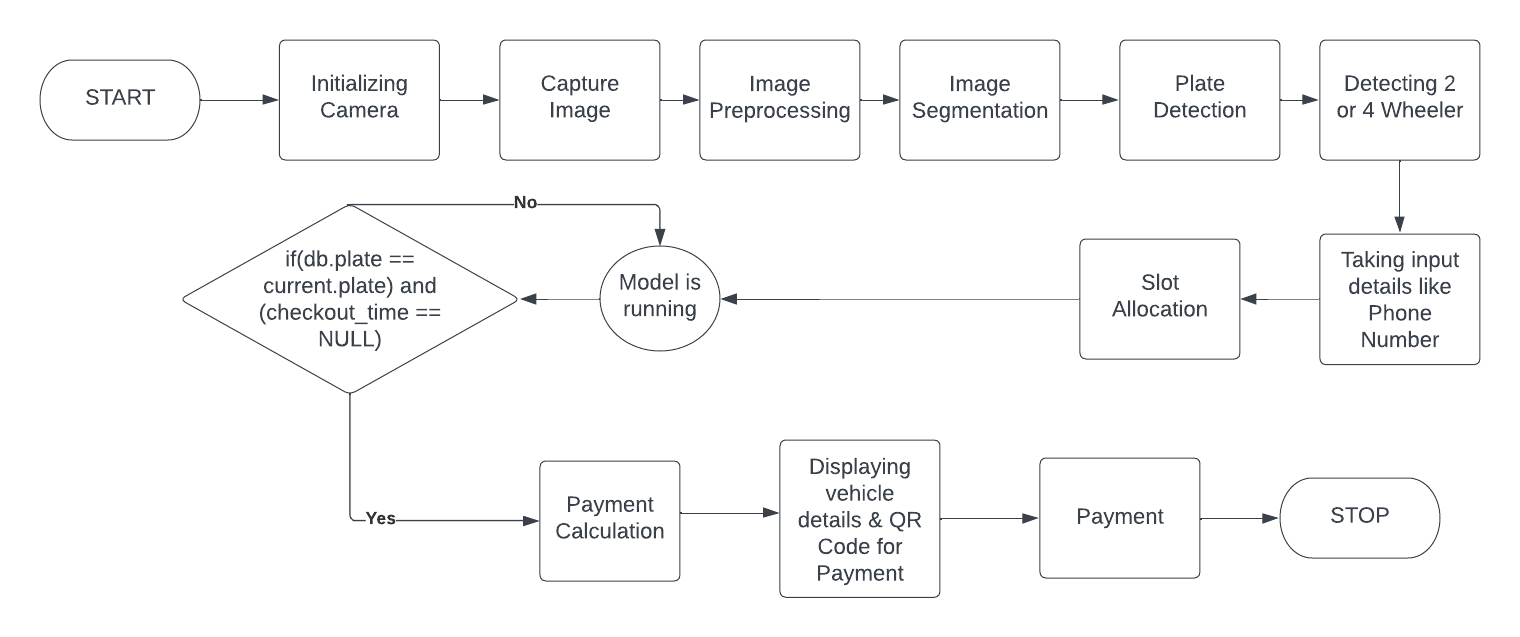 START
Initializing
Camera
Capture
Image
Image
Preprocessing
Image
Segmentation
Plate
Detection
Detecting 2
or 4 Wheeler
Taking input
details like
Phone
Number
Slot
Allocation
Model is
running
No
if(db.plate ==
current.plate) and
(checkout_time ==
NULL)
Yes
Payment
Calculation
Displaying
vehicle
details & QR
Code for
Payment
Payment
STOP